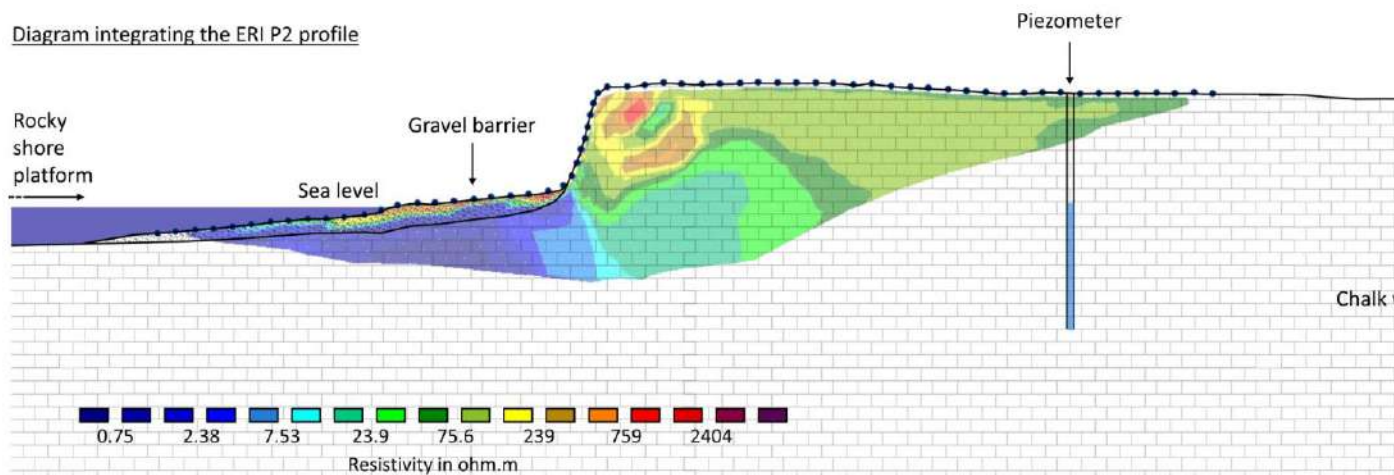 Diagram integrating the ERI P2 profile
Piezometer
Rocky
shore
platform
Gravel barrier
Sea level
Chalk
0.75 2.38 7.53 23.9 75.6 239 759 2404
Resistivity in ohm.m